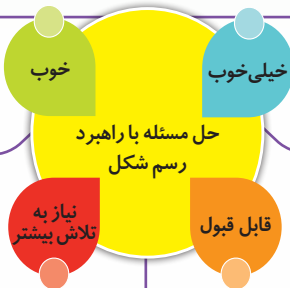 خیلی‌خوب
خوب
حل مسئله با راهبرد
رسم شکل
قابل قبول
نیاز به
تلاش بیشتر